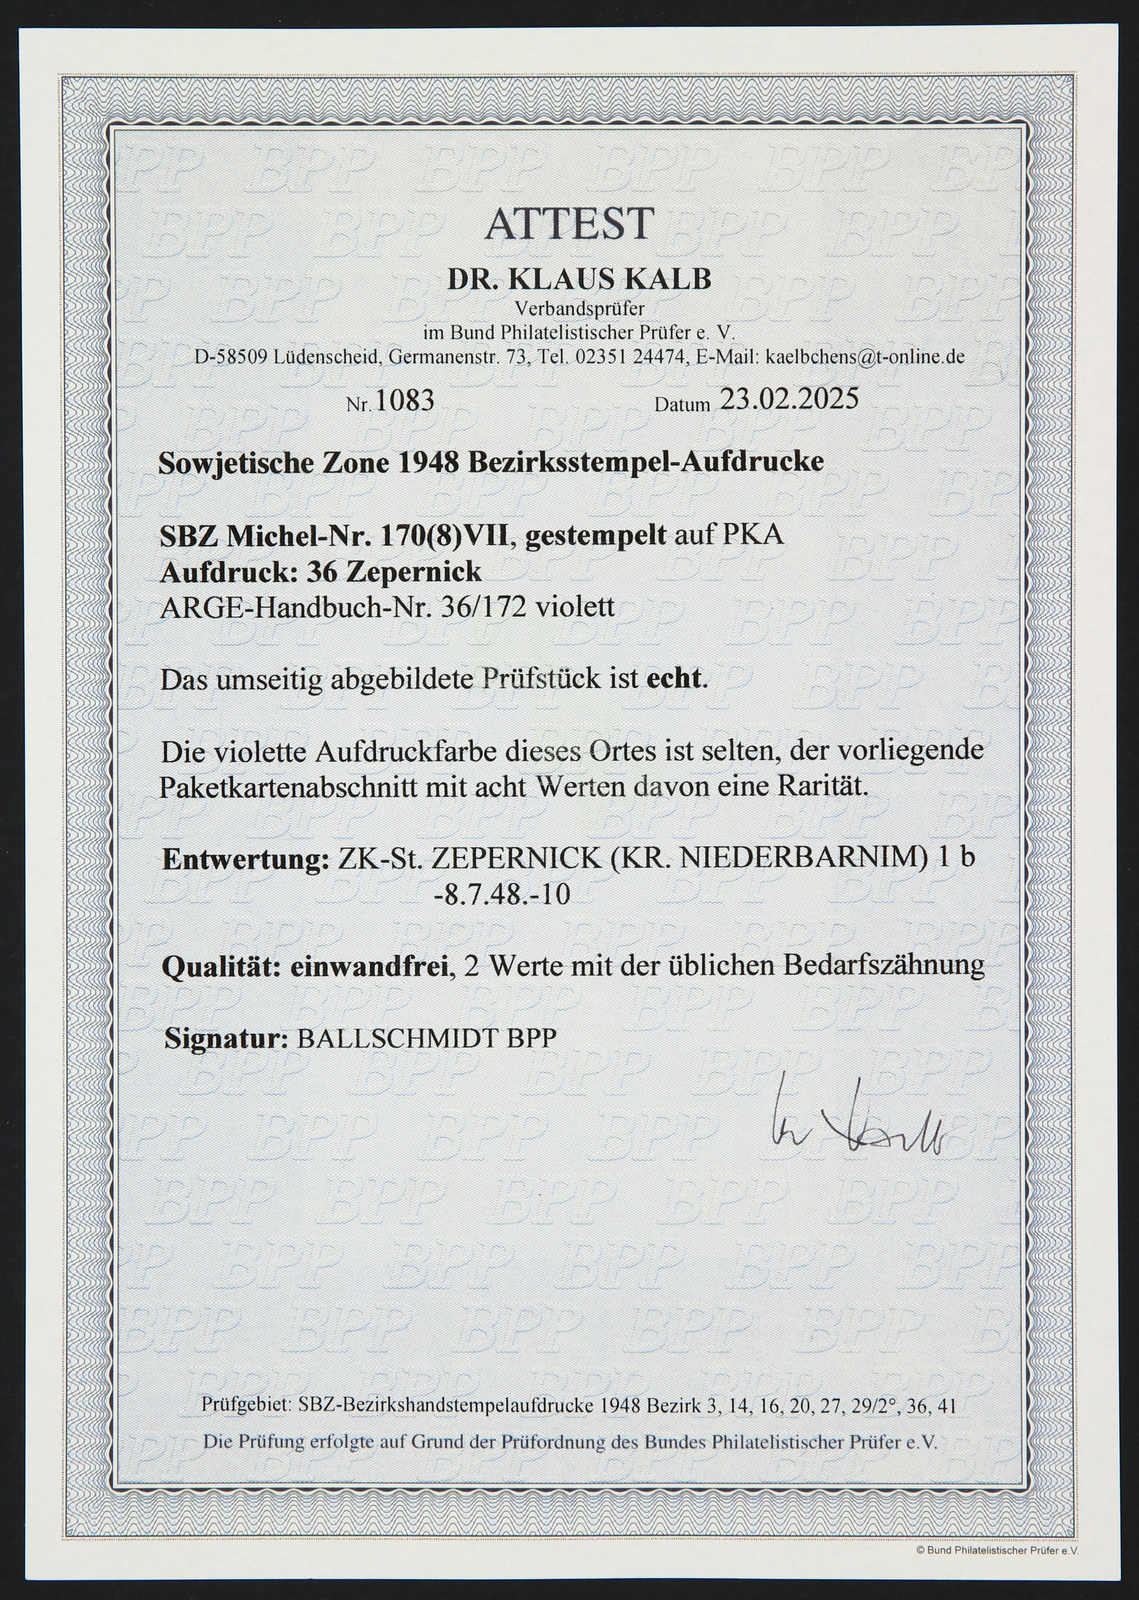 ATTEST
DR. KLAUS KALB
Verbandsprüfer
im Bund Philatelistischer Prüfer e. V.
D-58509 Lüdenscheid, Germanenstr. 73, Tel. 02351 24474, E-Mail: kaelbchens@t-online.de
Nr. 1083 Datum 23.02.2025
Sowjetische Zone 1948 Bezirksstempel-Aufdrucke
SBZ Michel-Nr. 170(8)VII, gestempelt auf PKA
Aufdruck: 36 Zepernick
ARGE-Handbuch-Nr. 36/172 violett
Das umseitig abgebildete Prüfstück ist echt.
Die violette Aufdruckfarbe dieses Ortes ist selten, der vorliegende
Paketkartenabschnitt mit acht Werten davon eine Rarität.
Entwertung: ZK-St. ZEPERNICK (KR. NIEDERBARNIM) 1 b
-8.7.48.-10
Qualität: einwandfrei, 2 Werte mit der üblichen Bedarfszähnung
Signatur: BALLSCHMIDT BPP
Prüfgebiet: SBZ-Bezirkshandstempelaufdrucke 1948 Bezirk 3, 14, 16, 20, 27, 29/2°, 36, 41
Die Prüfung erfolgte auf Grund der Prüfordnung des Bundes Philatelistischer Prüfer e.V.
© Bund Philatelistischer Prüfer e.V.